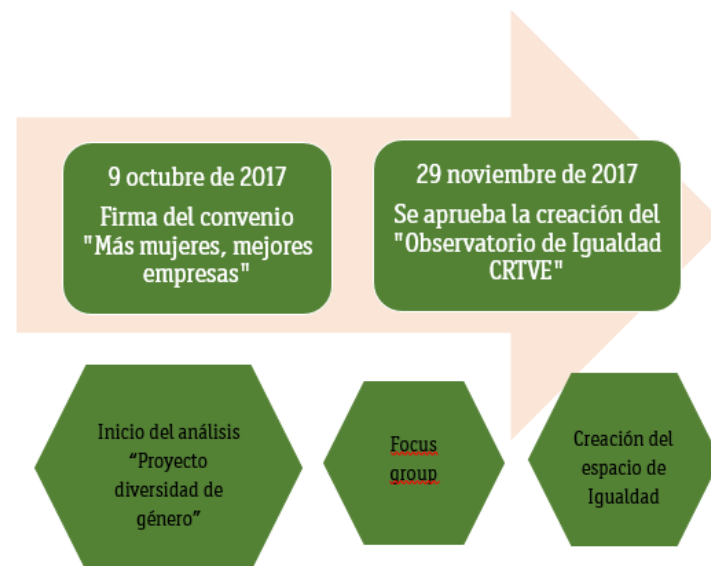 9 octubre de 2017
Firma del convenio
"Más mujeres, mejores
empresas"
29 noviembre de 2017
Se aprueba la creación del
"Observatorio de Igualdad
CRTVE"
Inicio del análisis
“Proyecto
diversidad de
género”
Focus
group
Creación del
espacio de
Igualdad